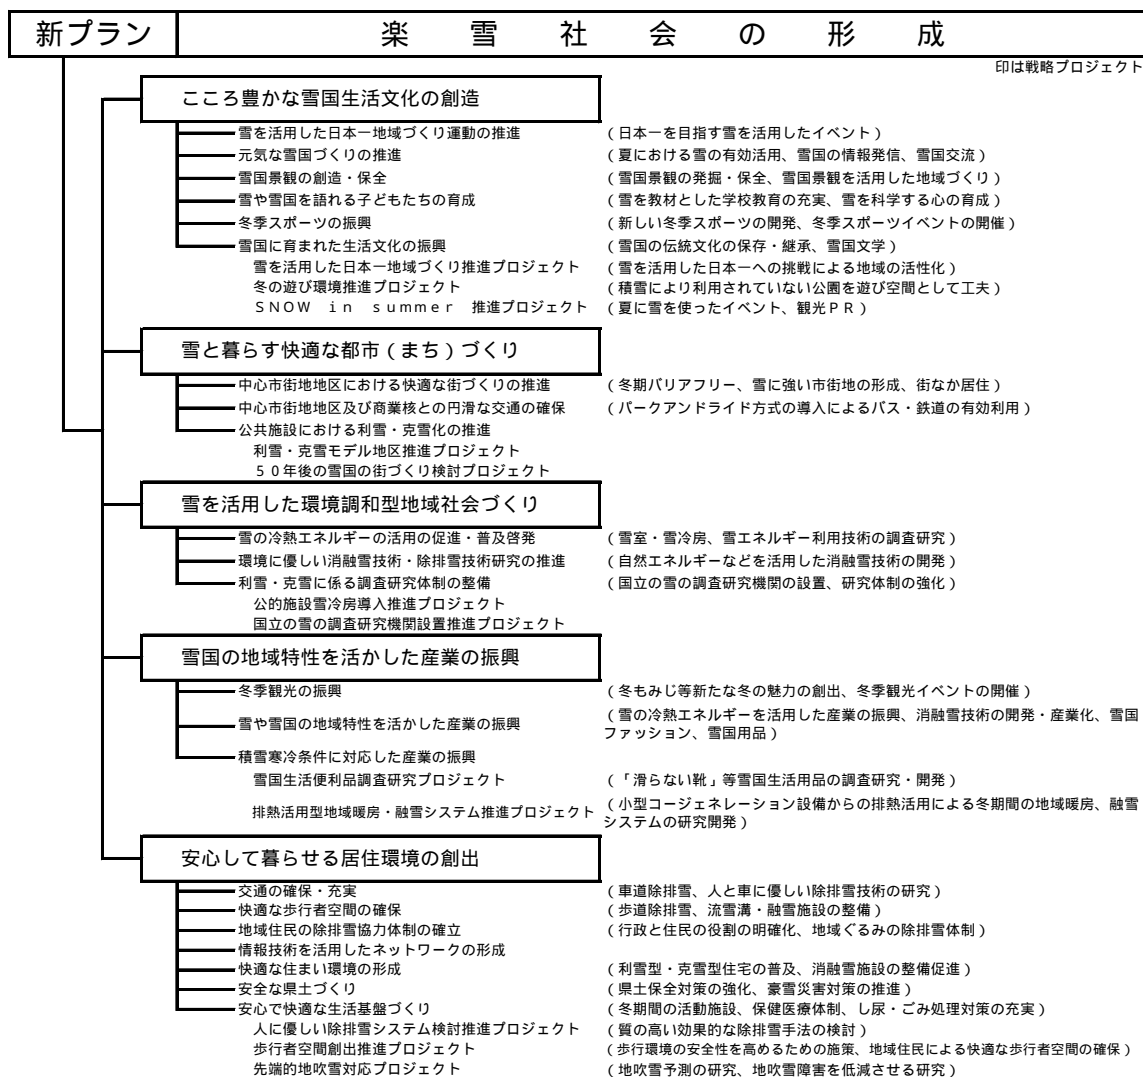 新プラン 楽雪社会の形成
印は戦略プロジェクト
こころ豊かな雪国生活文化の創造
雪を活用した日本一地域づくり運動の推進 (日本一を目指す雪を活用したイベント)
元気な雪国づくりの推進 (夏における雪の有効活用、雪国の情報発信、雪国交流)
雪国景観の創造・保全 (雪国景観の発掘・保全、雪国景観を活用した地域づくり)
雪や雪国を語れる子どもたちの育成 (雪を教材とした学校教育の充実、雪を科学する心の育成)
冬季スポーツの振興 (新しい冬季スポーツの開発、冬季スポーツイベントの開催)
雪国に育まれた生活文化の振興 (雪国の伝統文化の保存・継承、雪国文学)
雪を活用した日本一地域づくり推進プロジェクト (雪を活用した日本一への挑戦による地域の活性化)
冬の遊び環境推進プロジェクト (積雪により利用されていない公園を遊び空間として工夫)
SNOW in summer 推進プロジェクト (夏に雪を使ったイベント、観光PR)
雪と暮らす快適な都市(まち)づくり
中心市街地地区における快適な街づくりの推進 (冬期バリアフリー、雪に強い市街地の形成、街なか居住)
中心市街地地区及び商業核との円滑な交通の確保 (パークアンドライド方式の導入によるバス・鉄道の有効利用)
公共施設における利雪・克雪化の推進
利雪・克雪モデル地区推進プロジェクト
50年後の雪国の街づくり検討プロジェクト
雪を活用した環境調和型地域社会づくり
雪の冷熱エネルギーの活用の促進・普及啓発 (雪室・雪冷房、雪エネルギー利用技術の調査研究)
環境に優しい消融雪技術・除排雪技術研究の推進 (自然エネルギーなどを活用した消融雪技術の開発)
利雪・克雪に係る調査研究体制の整備 (国立の雪の調査研究機関の設置、研究体制の強化)
公的施設雪冷房導入推進プロジェクト
国立の雪の調査研究機関設置推進プロジェクト
雪国の地域特性を活かした産業の振興
冬季観光の振興 (冬もみじ等新たな冬の魅力の創出、冬季観光イベントの開催)
雪や雪国の地域特性を活かした産業の振興 (雪の冷熱エネルギーを活用した産業の振興、消融雪技術の開発・産業化、雪国
ファッション、雪国用品)
積雪寒冷条件に対応した産業の振興
雪国生活便利品調査研究プロジェクト (「滑らない靴」等雪国生活用品の調査研究・開発)
排熱活用型地域暖房・融雪システム推進プロジェクト (小型コージェネレーション設備からの排熱活用による冬期間の地域暖房、融雪
システムの研究開発)
安心して暮らせる居住環境の創出
交通の確保・充実 (車道除排雪、人と車に優しい除排雪技術の研究)
快適な歩行者空間の確保 (歩道除排雪、流雪溝・融雪施設の整備)
地域住民の除排雪協力体制の確立 (行政と住民の役割の明確化、地域ぐるみの除排雪体制)
情報技術を活用したネットワークの形成
快適な住まい環境の形成 (利雪型・克雪型住宅の普及、消融雪施設の整備促進)
安全な県土づくり (県土保全対策の強化、豪雪災害対策の推進)
安心で快適な生活基盤づくり (冬期間の活動施設、保健医療体制、し尿・ごみ処理対策の充実)
人に優しい除排雪システム検討推進プロジェクト (質の高い効果的な除排雪手法の検討)
歩行者空間創出推進プロジェクト (歩行環境の安全性を高めるための施策、地域住民による快適な歩行者空間の確保)
先端的地吹雪対応プロジェクト (地吹雪予測の研究、地吹雪障害を低減させる研究)